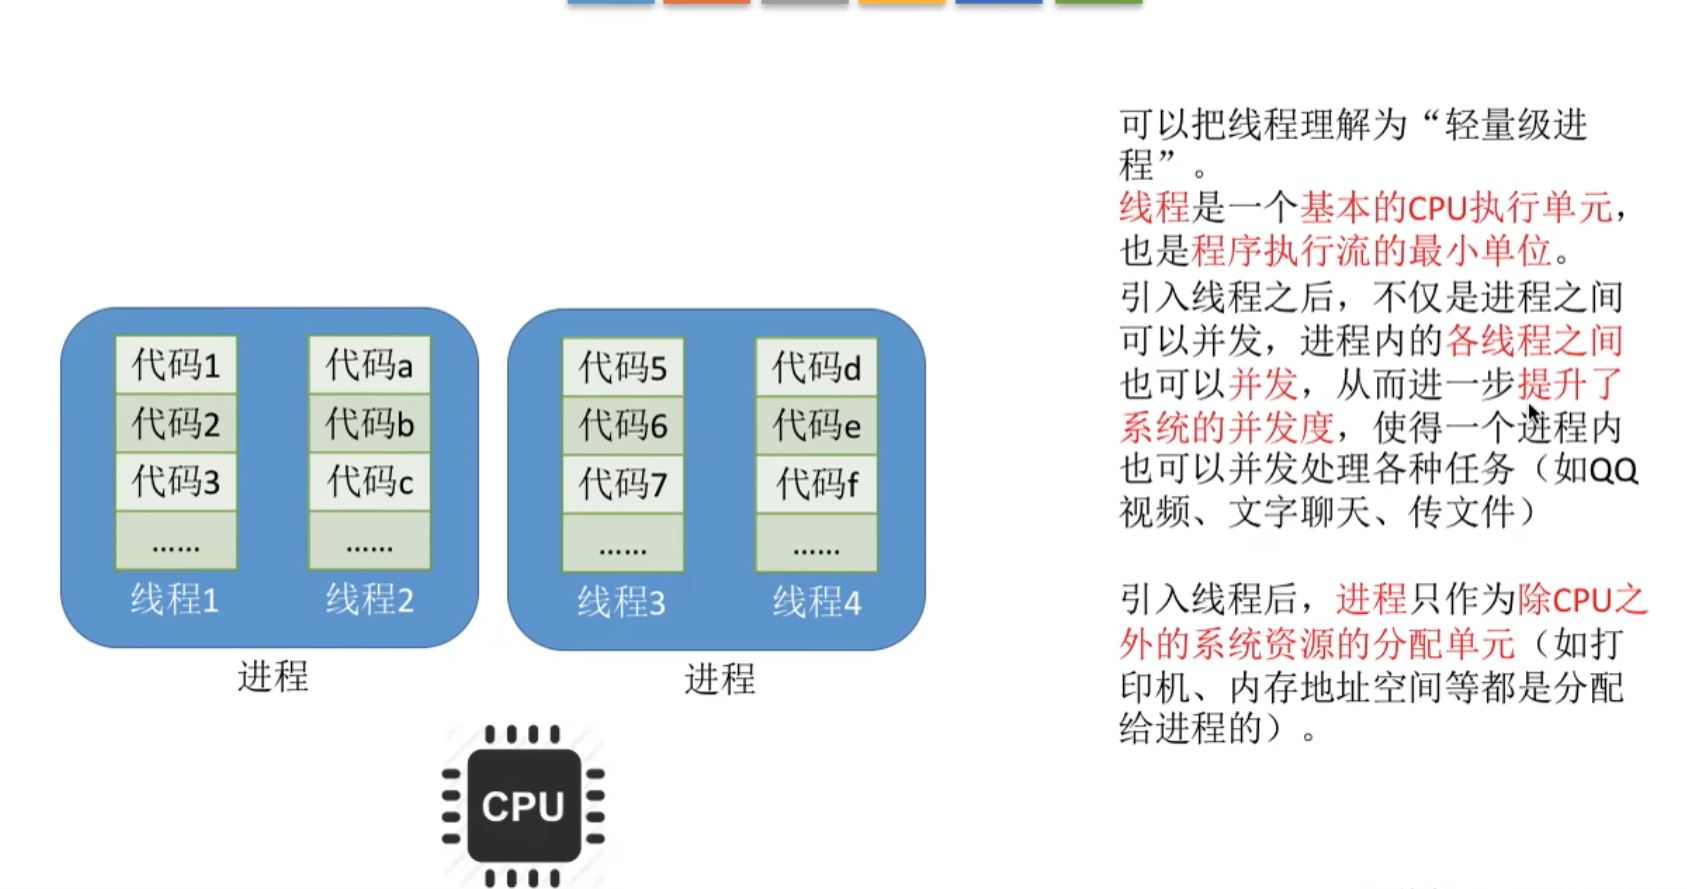 可以把线程理解为“轻量级进
程”。
线程是一个基本的CPU执行单元，
也是程序执行流的最小单位。
引入线程之后，不仅是进程之间
可以并发，进程内的各线程之间
也可以并发，从而进一步提升了
系统的并发度，使得一个进程内
也可以并发处理各种任务（如QQ
视频、文字聊天、传文件）
引入线程后，进程只作为除CPU之
外的系统资源的分配单元（如打
印机、内存地址空间等都是分配
给进程的）。
代码1
代码2
代码3
......
线程1
代码a
代码b
代码c
......
线程2
进程
代码5
代码6
代码7
......
线程3
代码d
代码e
代码f
......
线程4
进程
CPU